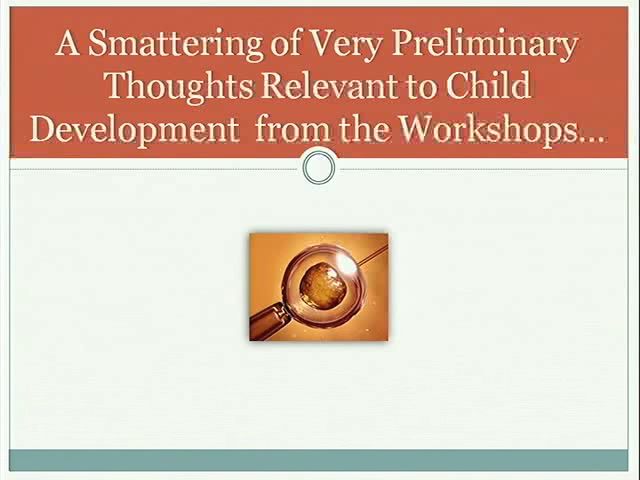 A Smattering of Very Preliminary
Thoughts Relevant to Child
Development from the Workshops...